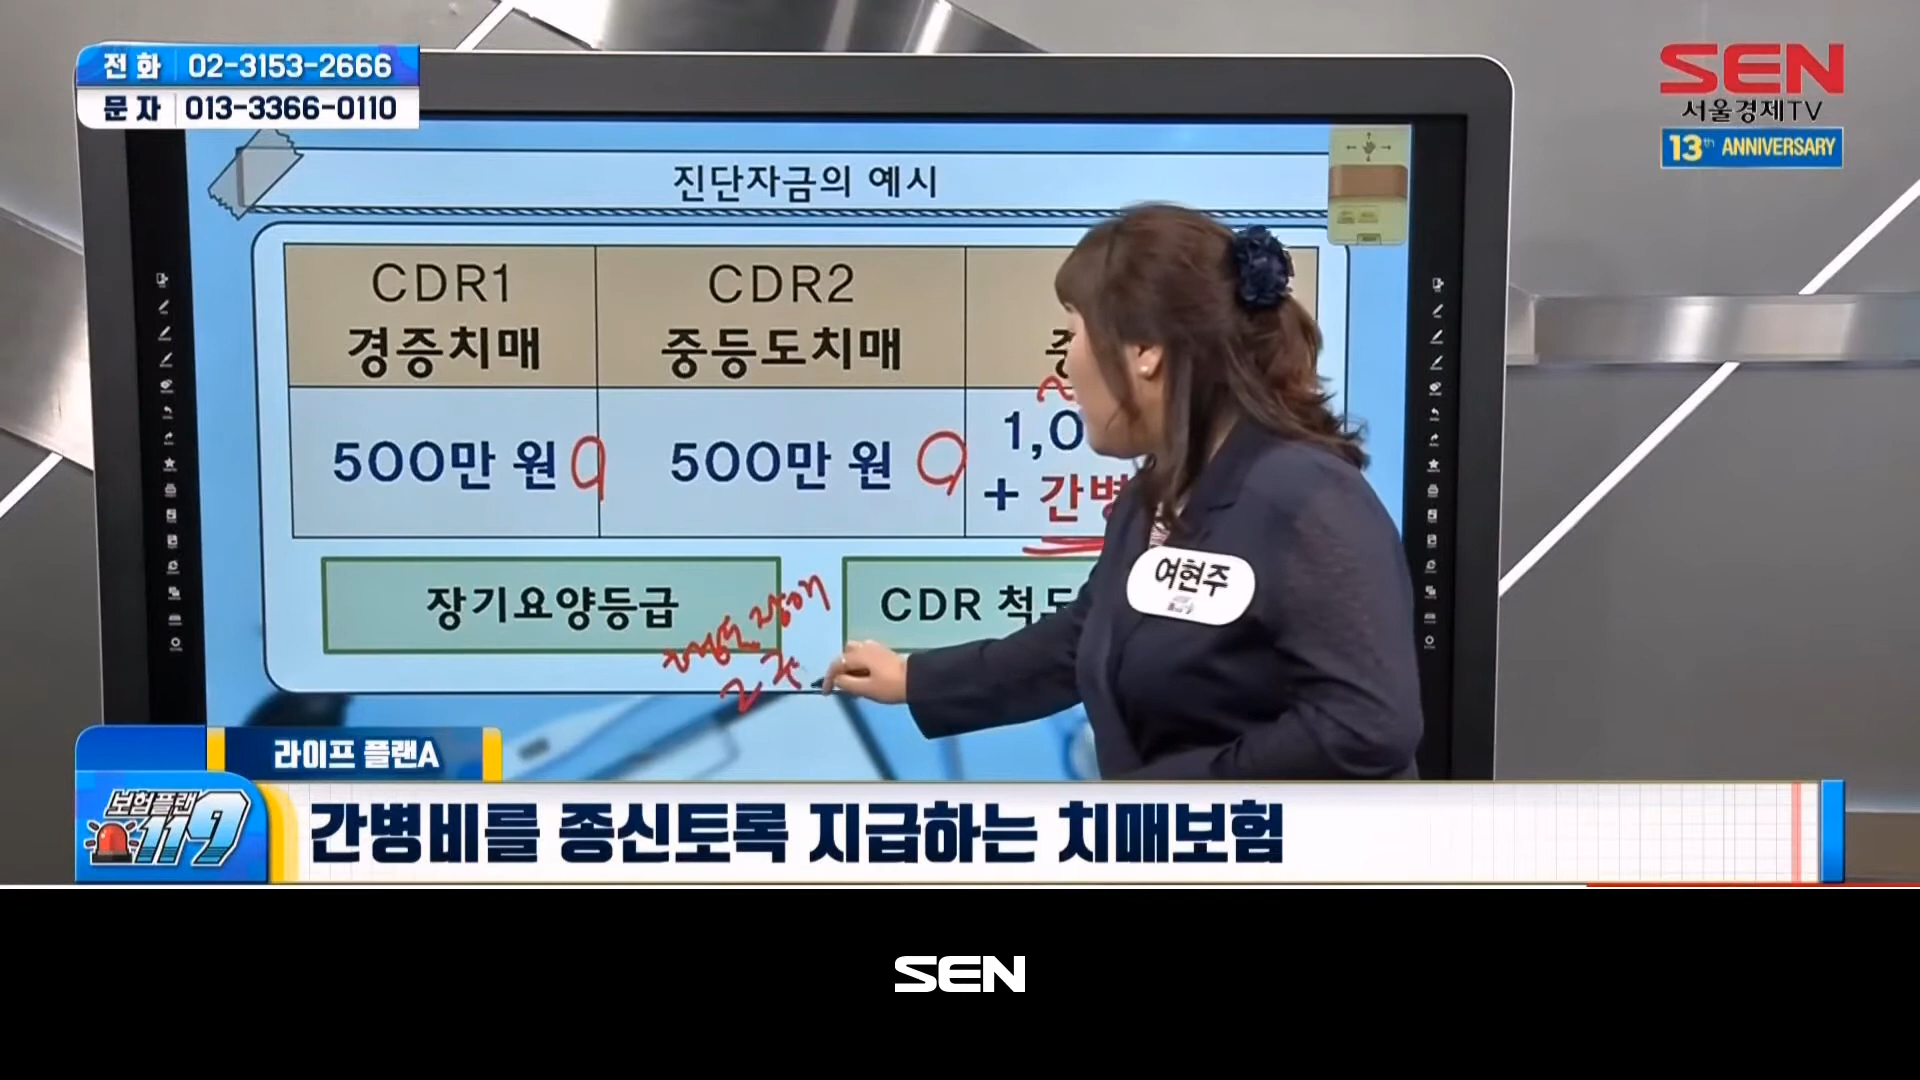 전화 02-3153-2666
문자 013-3366-0110
SEN
서울경제TV
13th ANNIVERSARY
진단자금의 예시
CDR1
경증치매
CDR2
중등도치매
500만 원
500만 원
1,0
+ 간병
장기요양등급
CDR 척도
여현주
라이프 플랜A
보험플랜
119
간병비를 종신토록 지급하는 치매보험
SEN